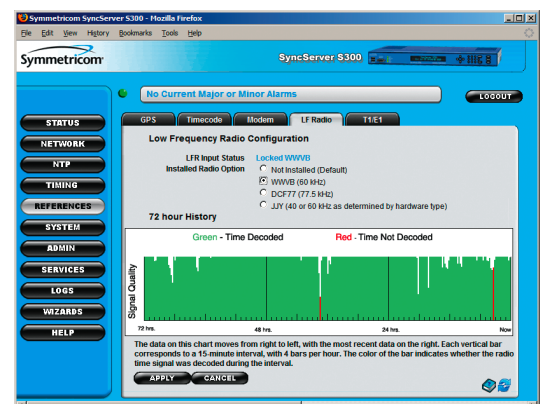 Symmetricom SyncServer S300 - Mozilla Firefox
File Edit View History Bookmarks Tools Help
Symmetricom
SyncServer S300
No Current Major or Minor Alarms
LOGOUT
STATUS
NETWORK
NTP
TIMING
REFERENCES
SYSTEM
ADMIN
SERVICES
LOGS
WIZARDS
HELP
GPS Timecode Modem LF Radio T1/E1
Low Frequency Radio Configuration
LFR Input Status Locked WWVB
Installed Radio Option Not Installed (Default)
WWVB (60 kHz)
DCF77 (77.5 kHz)
JJY (40 or 60 kHz as determined by hardware type)
72 hour History
Green - Time Decoded Red - Time Not Decoded
Signal Quality
72 hrs. 48 hrs. 24 hrs. Now
The data on this chart moves from right to left, with the most recent data on the right. Each vertical bar
corresponds to a 15-minute interval, with 4 bars per hour. The color of the bar indicates whether the radio
time signal was decoded during the interval.
APPLY CANCEL